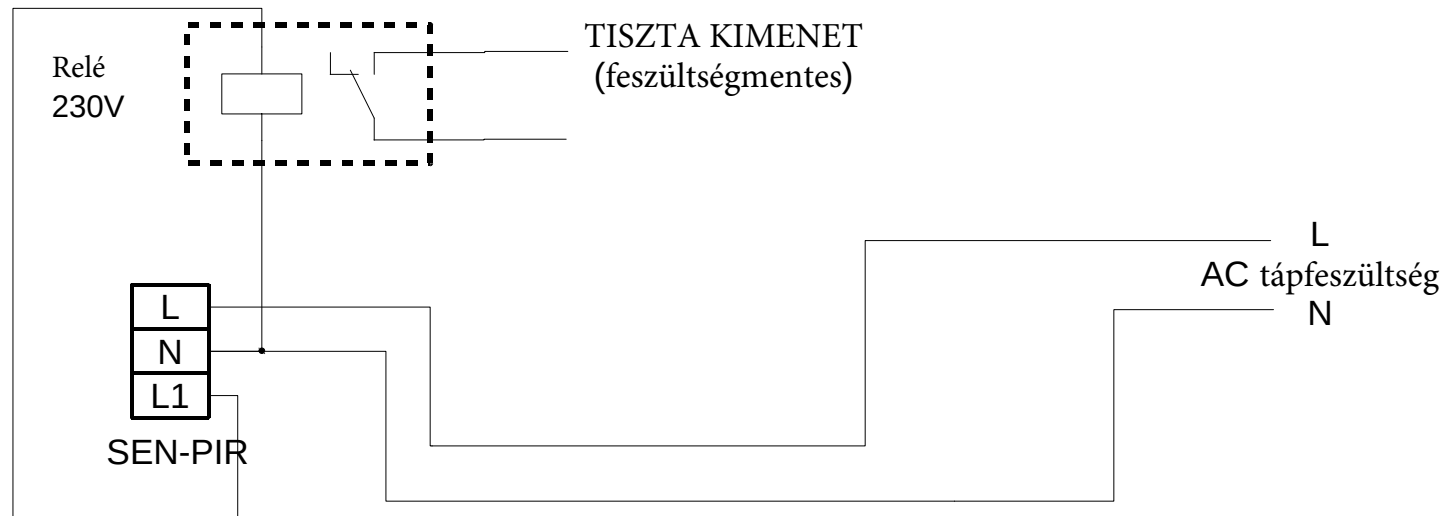 TISZTA KIMENET
(feszültségmentes)
Relé
230V
L
AC tápfeszültség
N
L
N
L1
SEN-PIR